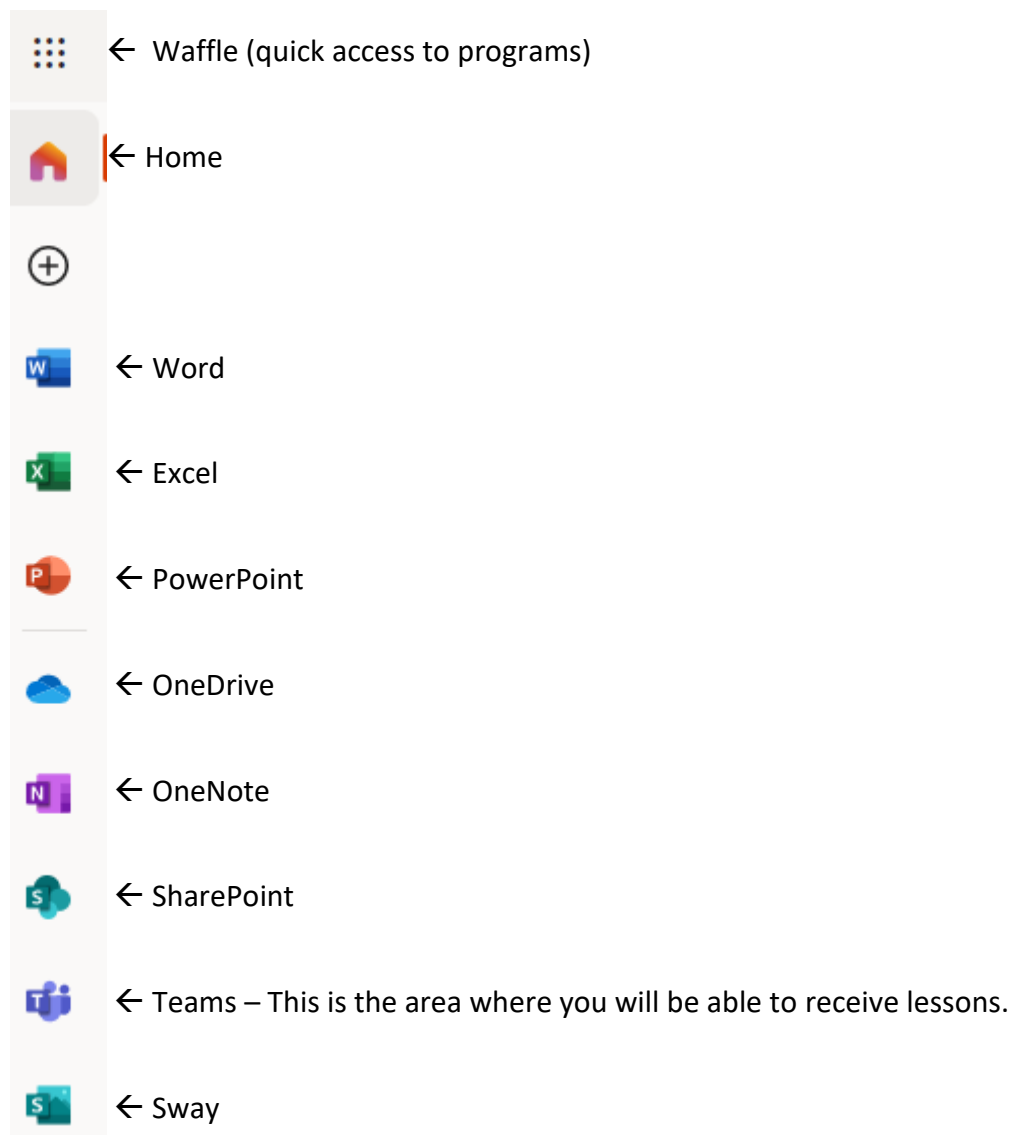 ← Waffle (quick access to programs)
← Home
W ← Word
X ← Excel
P ← PowerPoint
← OneDrive
N ← OneNote
S ← SharePoint
T ← Teams – This is the area where you will be able to receive lessons.
S ← Sway